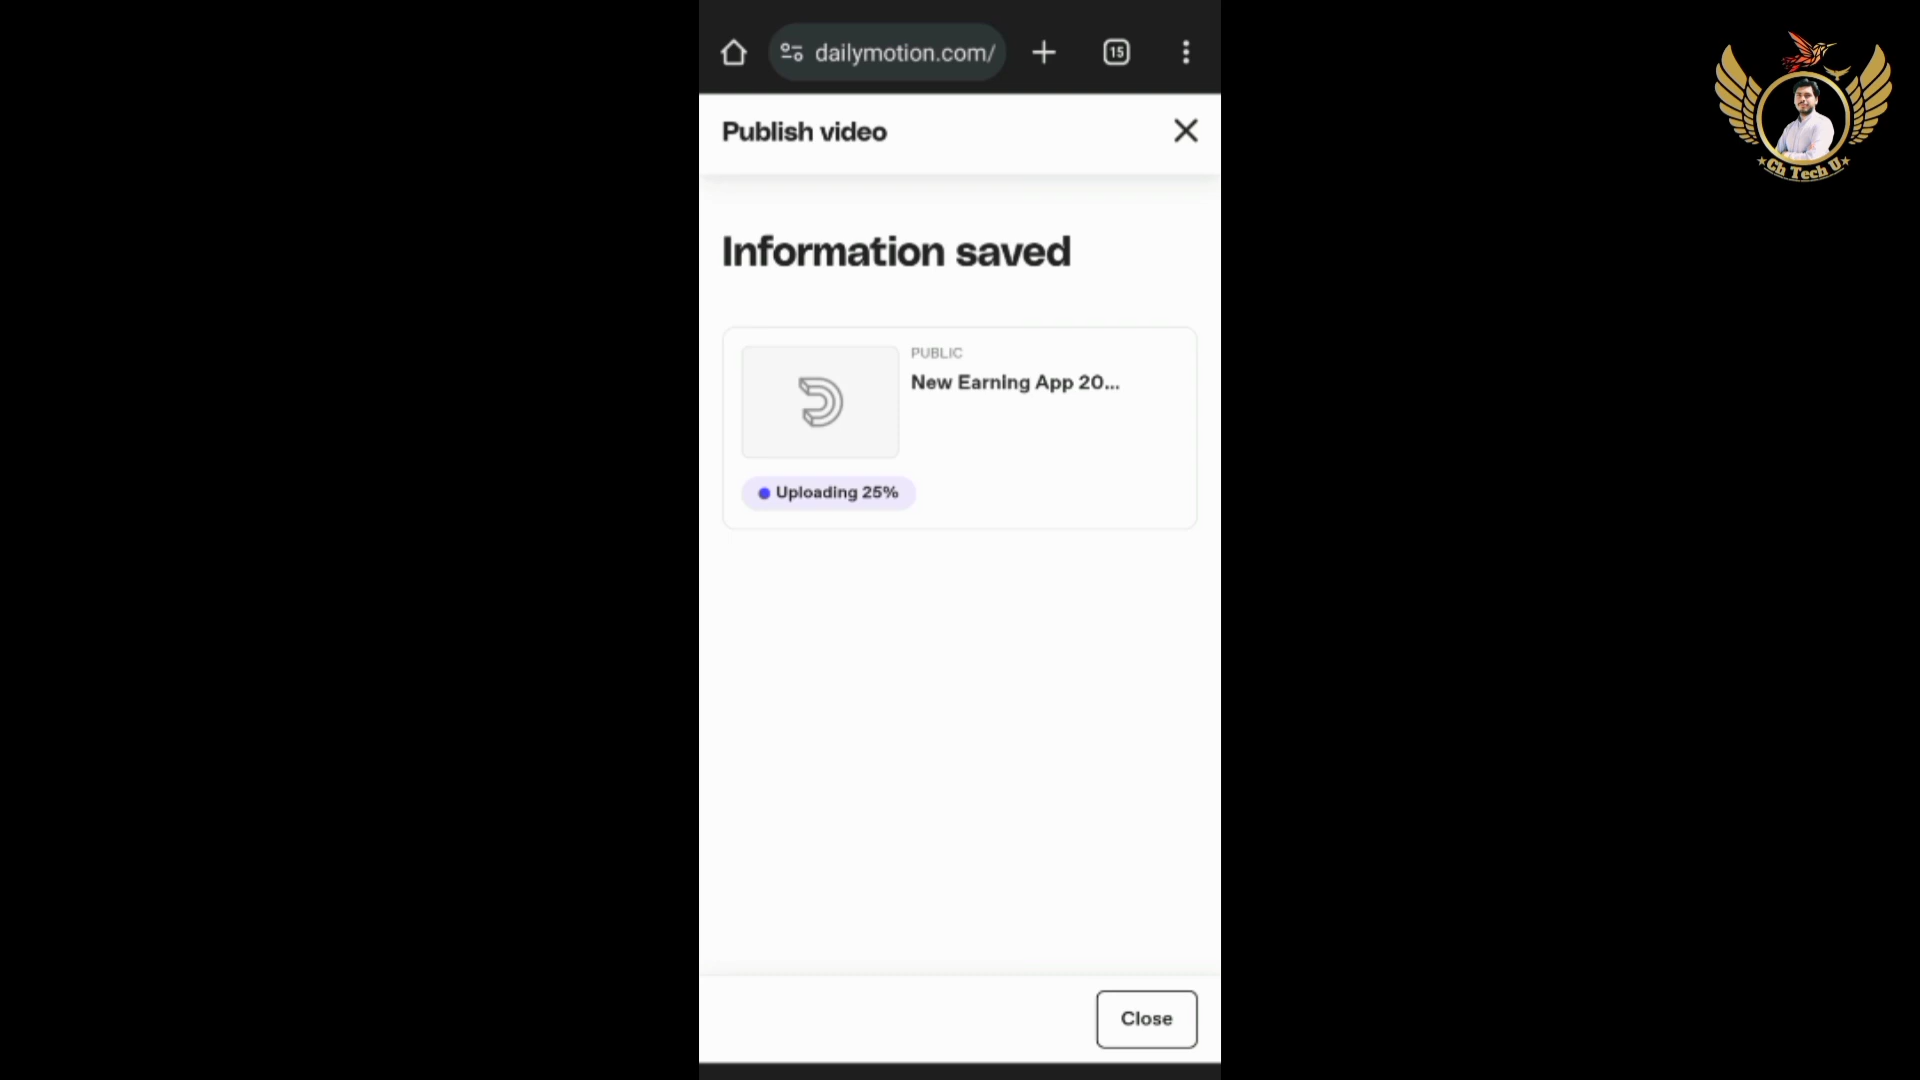 dailymotion.com/
15
Publish video
Information saved
PUBLIC
New Earning App 20...
Uploading 25%
Close
Ch Tech U